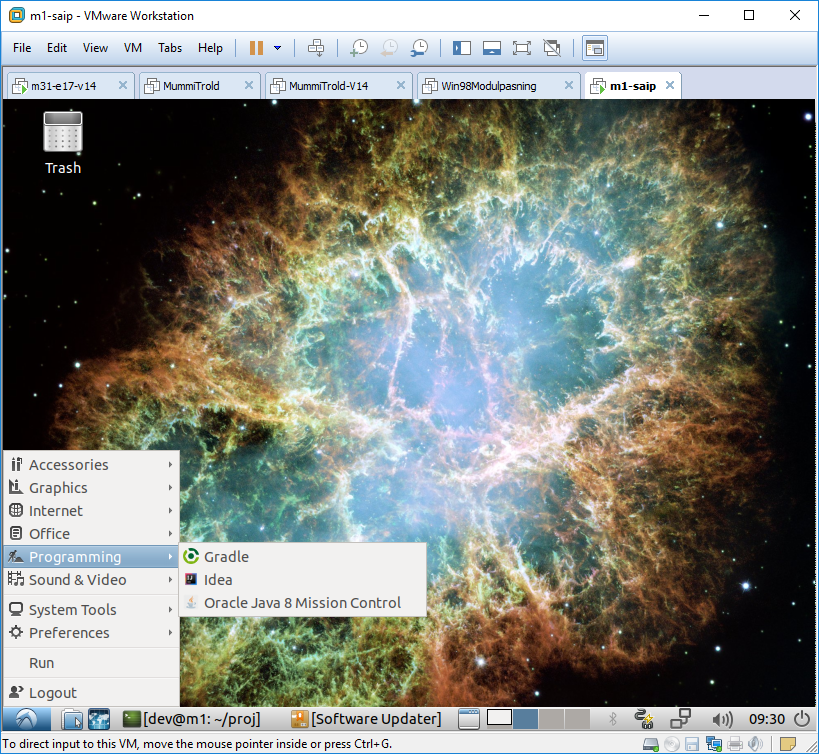 m1-saip - VMware Workstation
File Edit View VM Tabs Help
m31-e17-v14 MummiTrold MummiTrold-V14 Win98Modulpasning m1-saip
Trash
Accessories
Graphics
Internet
Office
Programming
Gradle
Sound & Video
Idea
Oracle Java 8 Mission Control
System Tools
Preferences
Run
Logout
[dev@m1: ~/proj] [Software Updater] 09:30
To direct input to this VM, move the mouse pointer inside or press Ctrl+G.